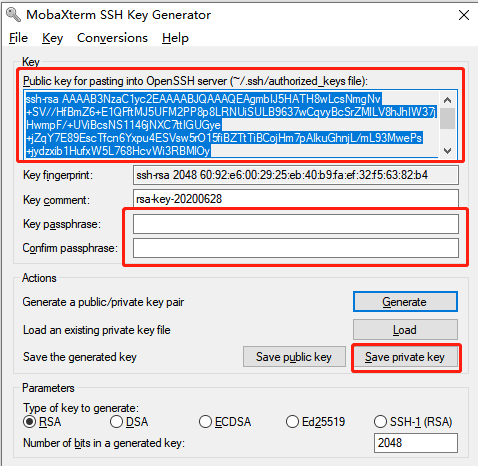 MobaXterm SSH Key Generator
File Key Conversions Help
Key
Public key for pasting into OpenSSH server (~/.ssh/authorized_keys file):
ssh-rsa AAAAB3NzaC1yc2EAAAABJQAAAQEAgmbIJ5HATH8wLcsNmgNv
+SV//HfBmZ6+E1QFttMJ5UFM2PP8p8LRNUiSULB9637wCqvyBcSrZMILV8hJhIW37j
HwmpF/+UViBcsNS1146jNXC7ttIGUGye
+jZqY7E89EscTfcn6Yxpu4ESVsw5rO15fiBZTtTiBCojHm7pAlkuGhnjL/mL93MwePs
+jydzxib1HufxW5L768HcvWi3RBMlOy
Key fingerprint: ssh-rsa 2048 60:92:e6:00:29:25:eb:40:b9:fa:ef:32:f5:63:82:b4
Key comment: rsa-key-20200628
Key passphrase:
Confirm passphrase:
Actions
Generate a public/private key pair Generate
Load an existing private key file Load
Save the generated key Save public key Save private key
Parameters
Type of key to generate:
RSA DSA ECDSA Ed25519 SSH-1 (RSA)
Number of bits in a generated key: 2048